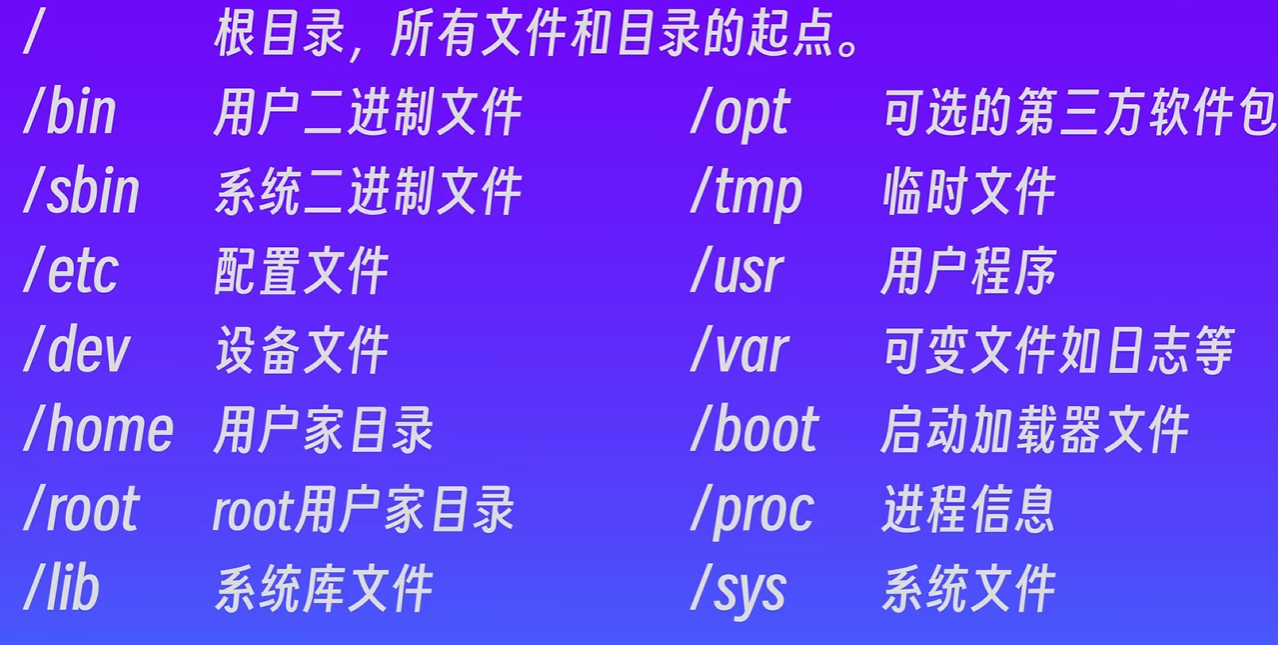 / 根目录，所有文件和目录的起点。
/bin 用户二进制文件 /opt 可选的第三方软件包
/sbin 系统二进制文件 /tmp 临时文件
/etc 配置文件 /usr 用户程序
/dev 设备文件 /var 可变文件如日志等
/home 用户家目录 /boot 启动加载器文件
/root root用户家目录 /proc 进程信息
/lib 系统库文件 /sys 系统文件